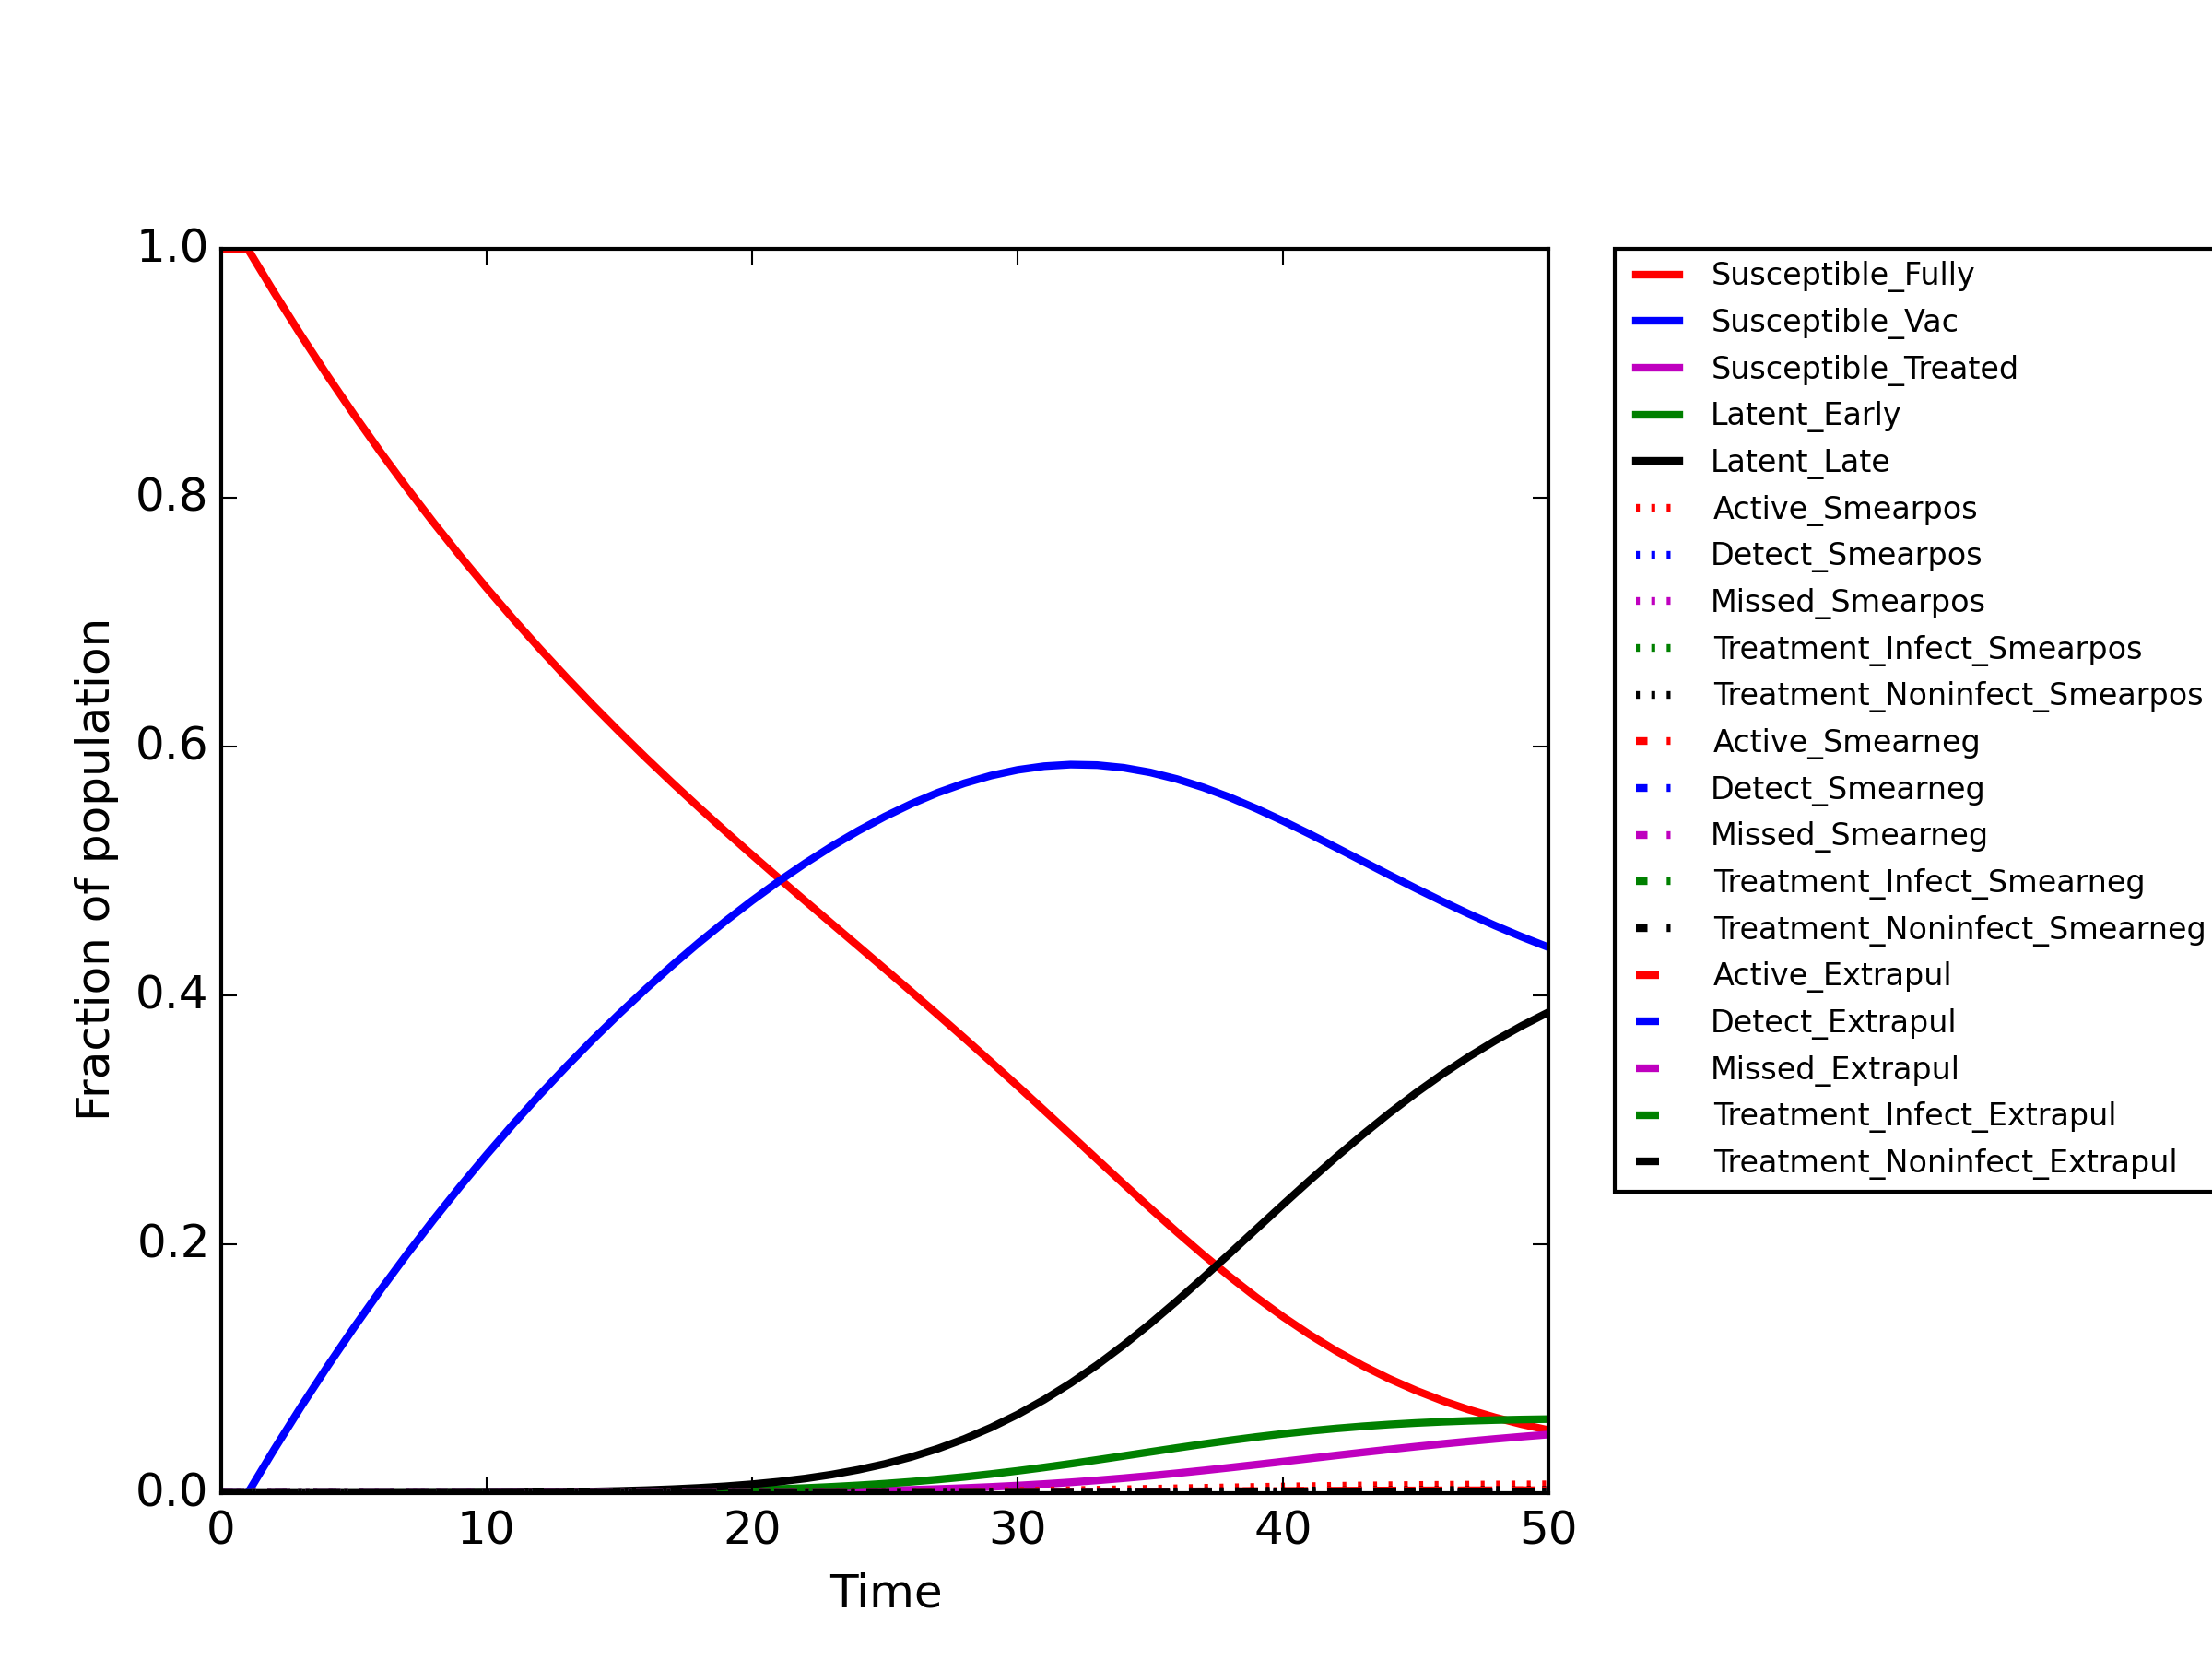 1.0
0.8
0.6
0.4
0.2
0.0
0
10
20
30
40
50
Fraction of population
Time
Susceptible_Fully
Susceptible_Vac
Susceptible_Treated
Latent_Early
Latent_Late
Active_Smearpos
Detect_Smearpos
Missed_Smearpos
Treatment_Infect_Smearpos
Treatment_Noninfect_Smearpos
Active_Smearneg
Detect_Smearneg
Missed_Smearneg
Treatment_Infect_Smearneg
Treatment_Noninfect_Smearneg
Active_Extrapul
Detect_Extrapul
Missed_Extrapul
Treatment_Infect_Extrapul
Treatment_Noninfect_Extrapul